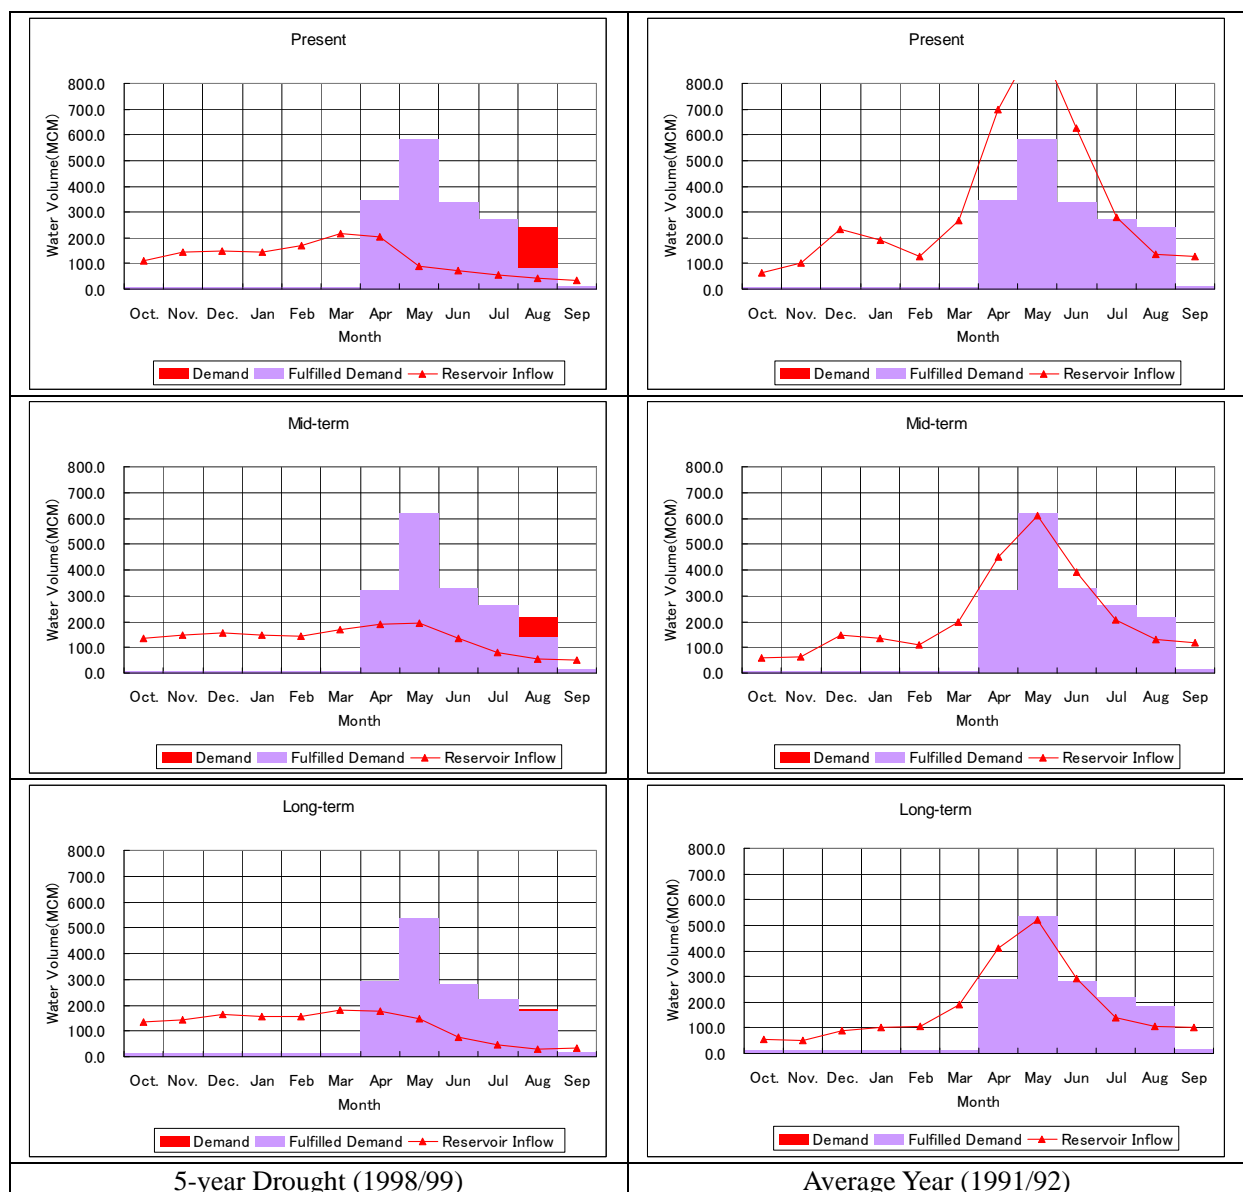 Present
800.0
700.0
600.0
500.0
400.0
300.0
200.0
100.0
0.0
Water Volume(MCM)
Oct. Nov. Dec. Jan Feb Mar Apr May Jun Jul Aug Sep
Month
Demand Fulfilled Demand Reservoir Inflow
Present
800.0
700.0
600.0
500.0
400.0
300.0
200.0
100.0
0.0
Water Volume(MCM)
Oct. Nov. Dec. Jan Feb Mar Apr May Jun Jul Aug Sep
Month
Demand Fulfilled Demand Reservoir Inflow
Mid-term
800.0
700.0
600.0
500.0
400.0
300.0
200.0
100.0
0.0
Water Volume(MCM)
Oct. Nov. Dec. Jan Feb Mar Apr May Jun Jul Aug Sep
Month
Demand Fulfilled Demand Reservoir Inflow
Mid-term
800.0
700.0
600.0
500.0
400.0
300.0
200.0
100.0
0.0
Water Volume(MCM)
Oct. Nov. Dec. Jan Feb Mar Apr May Jun Jul Aug Sep
Month
Demand Fulfilled Demand Reservoir Inflow
Long-term
800.0
700.0
600.0
500.0
400.0
300.0
200.0
100.0
0.0
Water Volume(MCM)
Oct. Nov. Dec. Jan Feb Mar Apr May Jun Jul Aug Sep
Month
Demand Fulfilled Demand Reservoir Inflow
Long-term
800.0
700.0
600.0
500.0
400.0
300.0
200.0
100.0
0.0
Water Volume(MCM)
Oct. Nov. Dec. Jan Feb Mar Apr May Jun Jul Aug Sep
Month
Demand Fulfilled Demand Reservoir Inflow
5-year Drought (1998/99)
Average Year (1991/92)